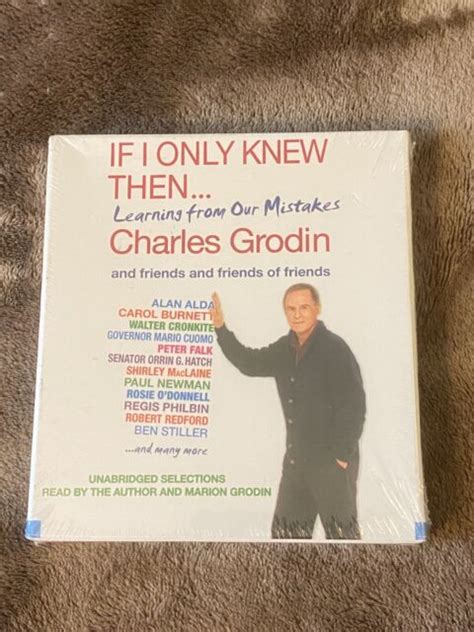 IF I ONLY KNEW
THEN...
Learning from Our Mistakes
Charles Grodin
and friends and friends of friends
ALAN ALDA
CAROL BURNETT
WALTER CRONKITE
GOVERNOR MARIO CUOMO
PETER FALK
SENATOR ORRIN G. HATCH
SHIRLEY MACLAINE
PAUL NEWMAN
ROSIE O'DONNELL
REGIS PHILBIN
ROBERT REDFORD
BEN STILLER
...and many more
UNABRIDGED SELECTIONS
READ BY THE AUTHOR AND MARION GRODIN